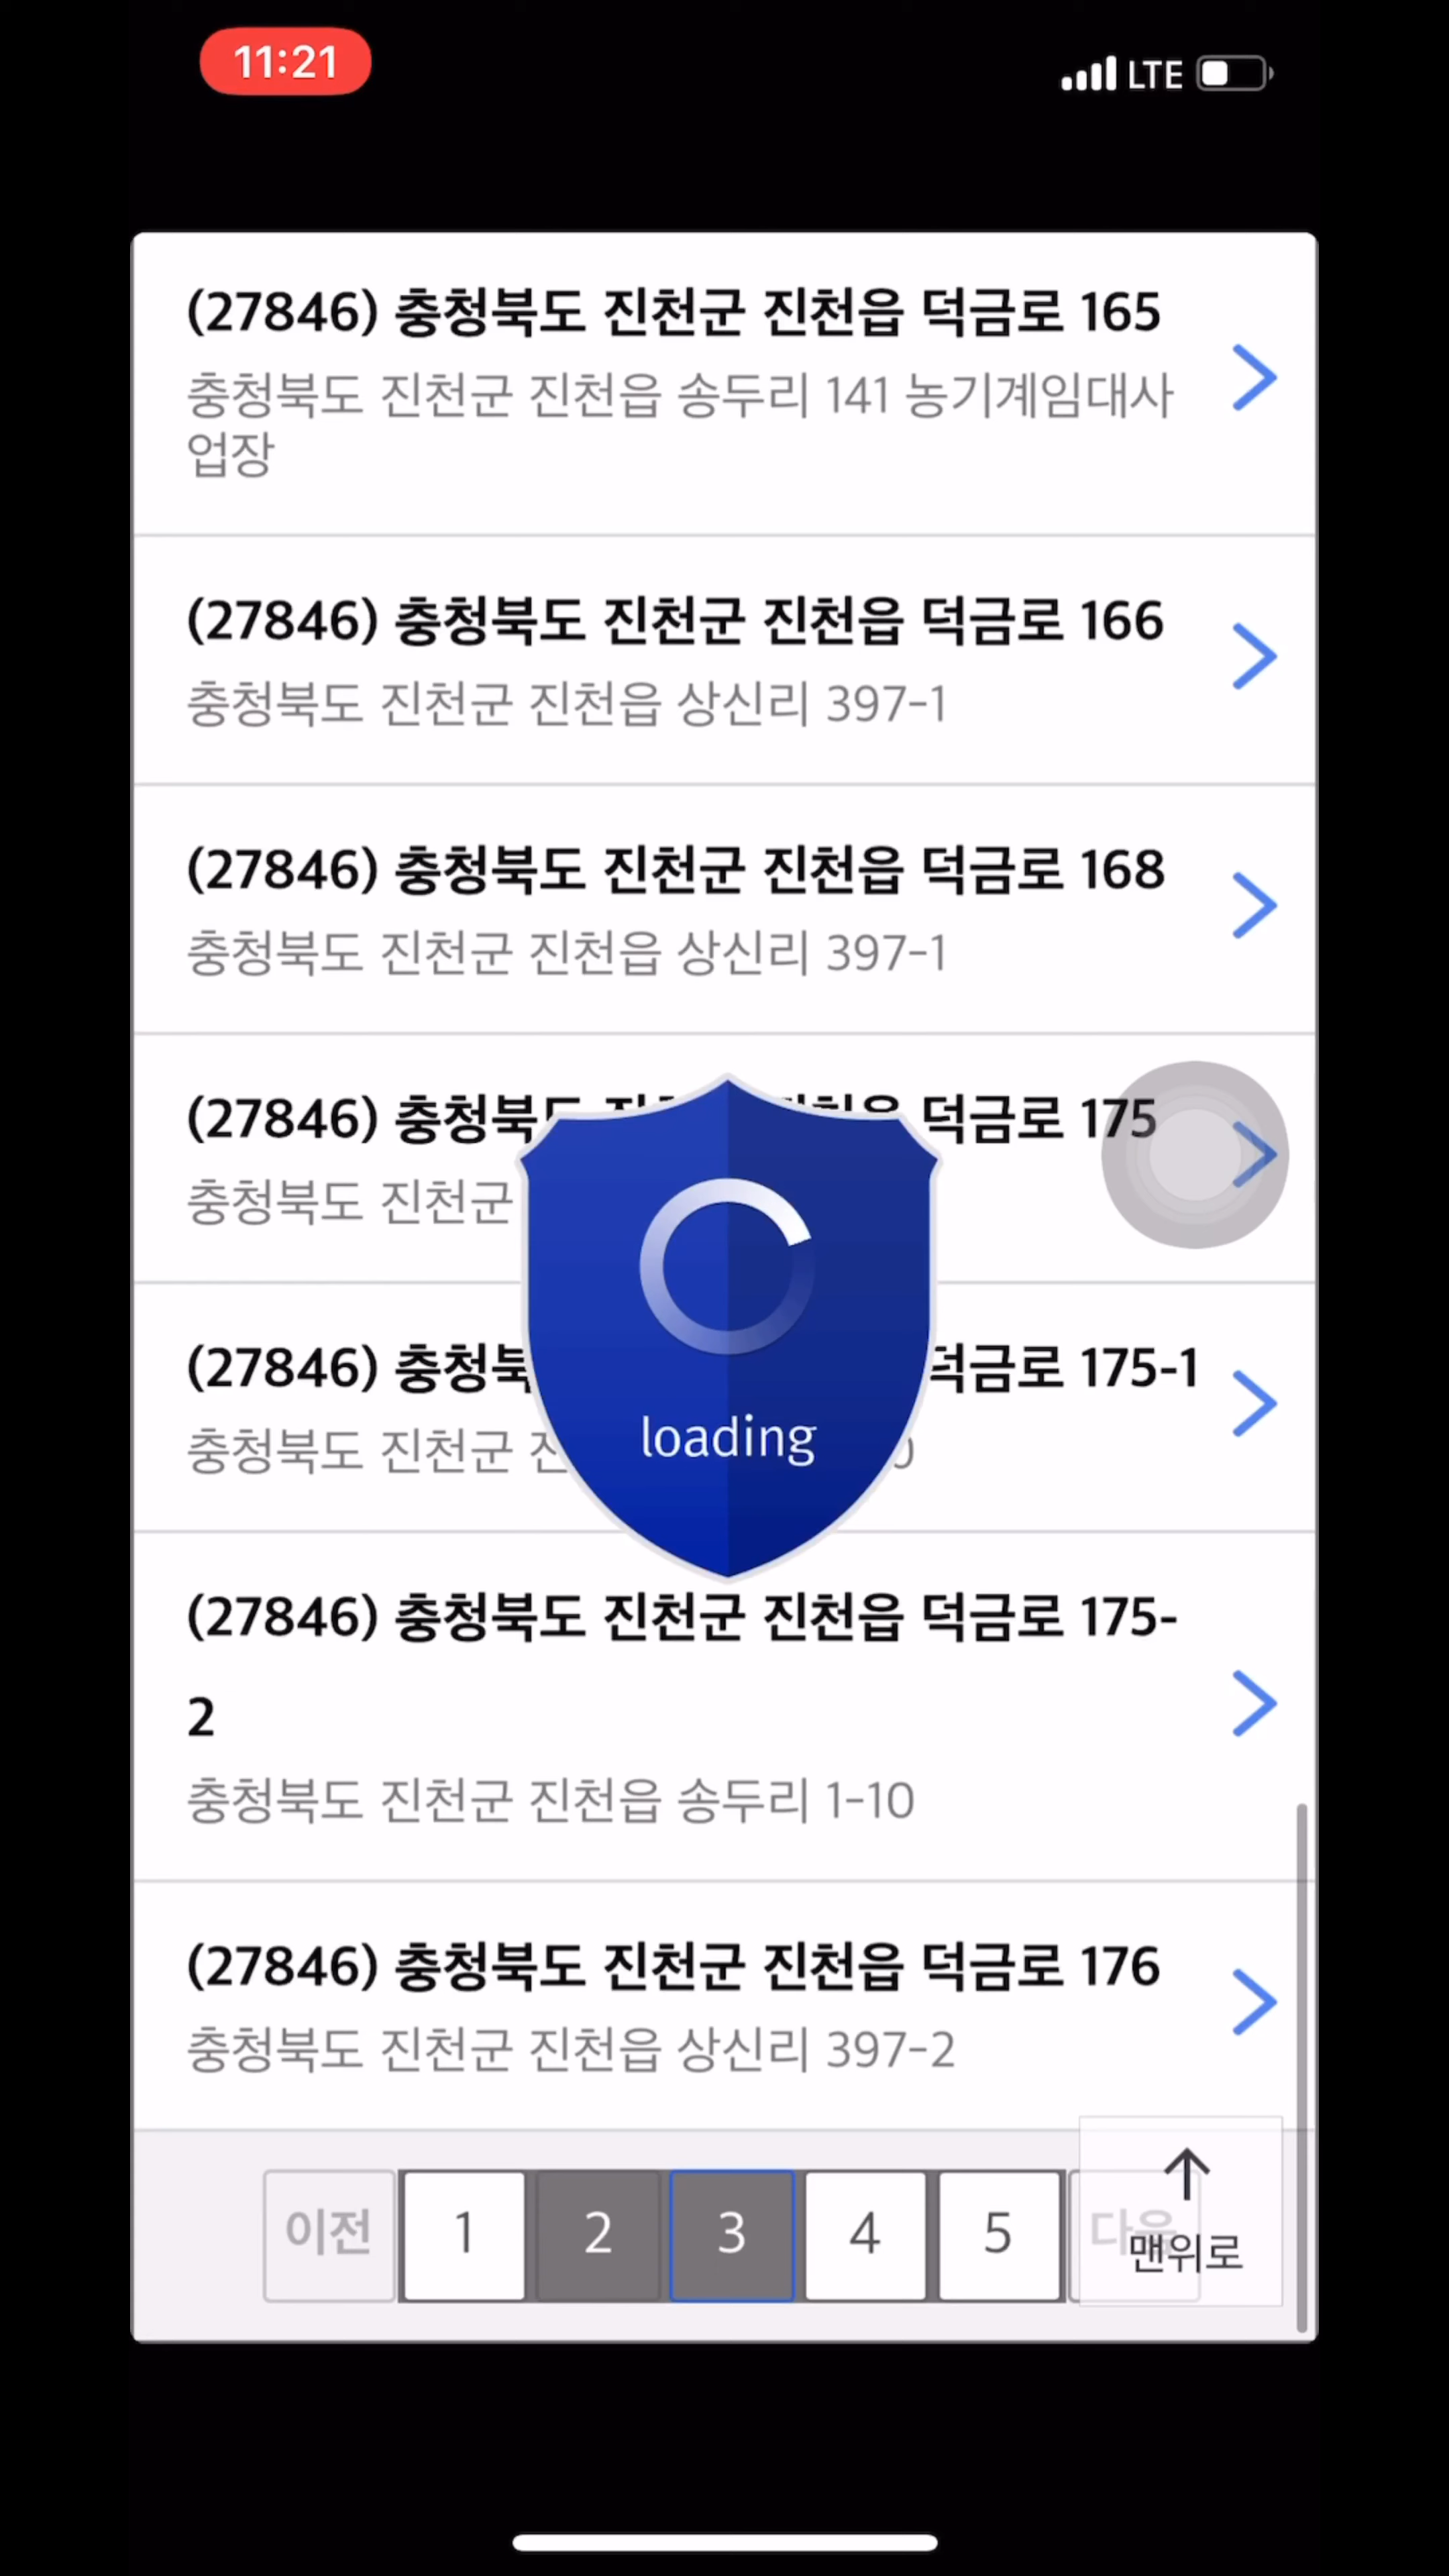 11:21
LTE
(27846) 충청북도 진천군 진천읍 덕금로 165
충청북도 진천군 진천읍 송두리 141 농기계임대사
업장
(27846) 충청북도 진천군 진천읍 덕금로 166
충청북도 진천군 진천읍 상신리 397-1
(27846) 충청북도 진천군 진천읍 덕금로 168
충청북도 진천군 진천읍 상신리 397-1
(27846) 덕금로 175
충청북도 진천군
(27846) 덕금로 175-1
충청북도 진천군
loading
(27846) 충청북도 진천군 진천읍 덕금로 175-
2
충청북도 진천군 진천읍 송두리 1-10
(27846) 충청북도 진천군 진천읍 덕금로 176
충청북도 진천군 진천읍 상신리 397-2
이전 1 2 3 4 5 다음
맨위로